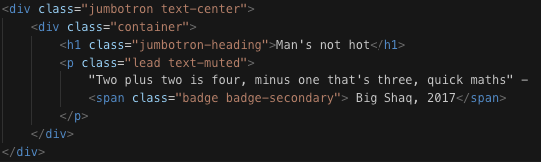 <div class="jumbotron text-center">
<div class="container">
<h1 class="jumbotron-heading">Man's not hot</h1>
<p class="lead text-muted">
"Two plus two is four, minus one that's three, quick maths" -
<span class="badge badge-secondary"> Big Shaq, 2017</span>
</p>
</div>
</div>